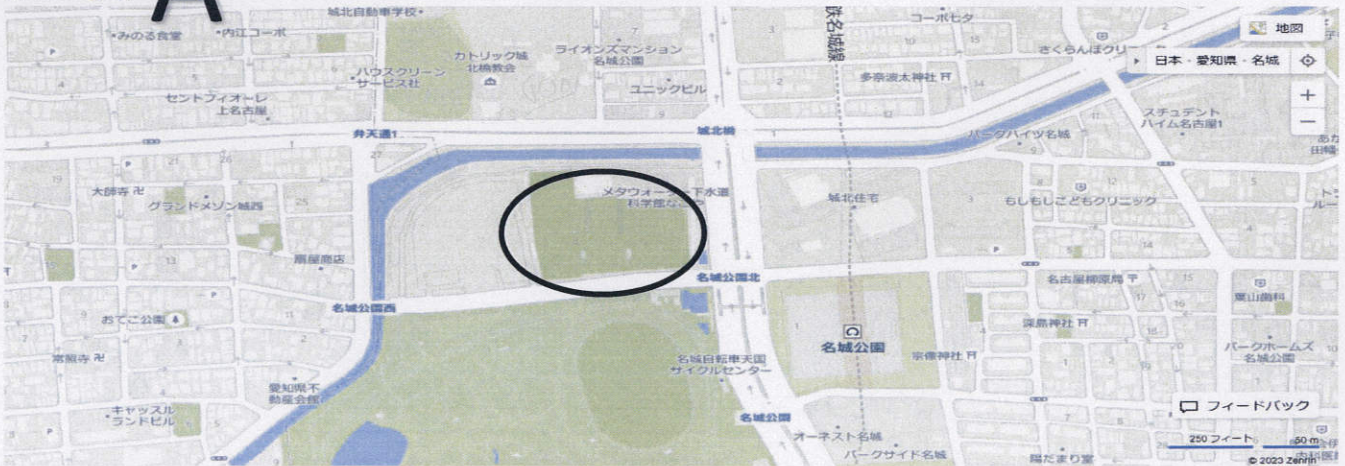 A
城北自動車学校
みのる食堂
内江コーポ
カトリック城
北橋教会
ハウスクリーン
サービス社
セントフィオーレ
上名古屋
ライオンズマンション
名城公園
ユニックビル
鉄名城線
コーポ七夕
多奈波太神社
さくらんぼクリ
地図
日本 · 愛知県 · 名城
スチュデント
ハイム名古屋1
パークハイツ名城
弁天通1
城北橋
大師寺
グランドメゾン城西
扇屋商店
メタウォーター下水道
科学館なごや
城北住宅
もしもしこどもクリニック
名城公園北
名城公園西
名古屋柳原局
おてこ公園
常照寺
名城公園
深島神社
宗像神社
葉山歯科
パークホームズ
名城公園
名城自転車天国
サイクルセンター
愛知県不
動産会館
キャッスル
ランドビル
名城公園
オーネスト名城
パークサイド名城
陽だまり堂
フィードバック
250 フィート
50 m
© 2023 Zenrin